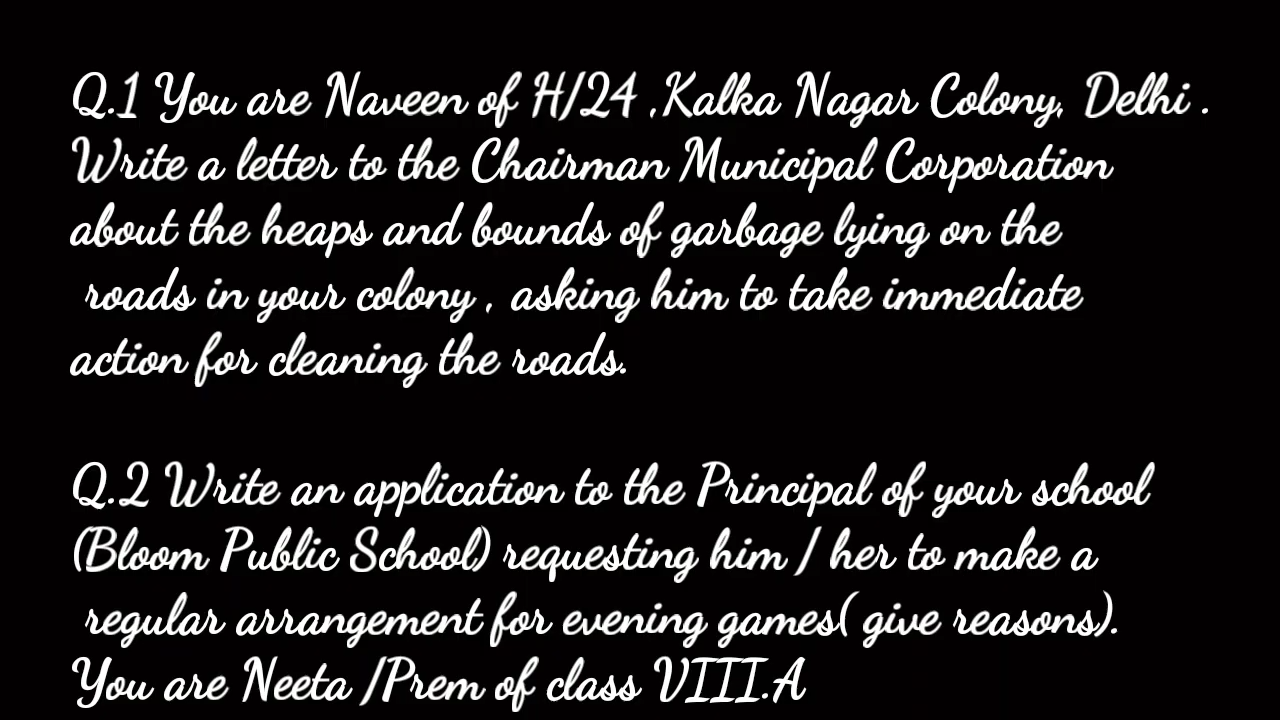 Q.1 You are Naveen of H/24 ,Kalka Nagar Colony, Delhi .
Write a letter to the Chairman Municipal Corporation
about the heaps and bounds of garbage lying on the
roads in your colony , asking him to take immediate
action for cleaning the roads.
Q.2 Write an application to the Principal of your school
(Bloom Public School) requesting him / her to make a
regular arrangement for evening games( give reasons).
You are Neeta /Prem of class VIII.A